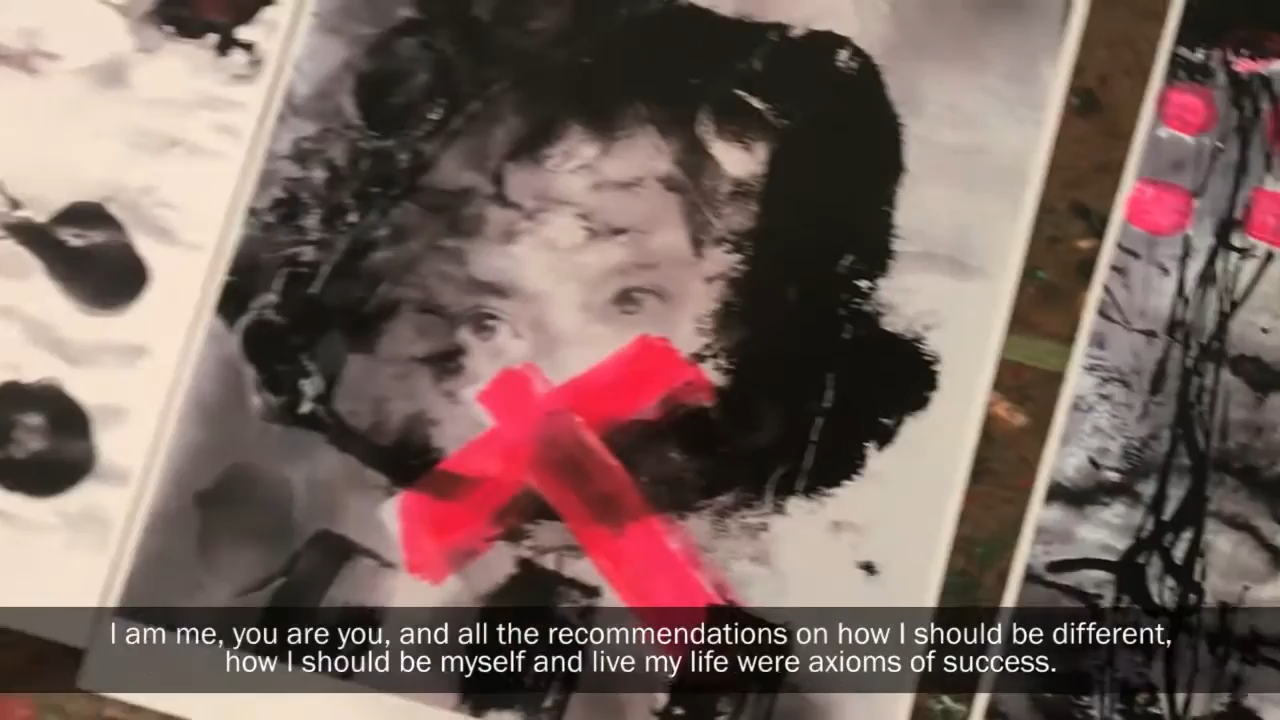 I am me, you are you, and all the recommendations on how I should be different,
how I should be myself and live my life were axioms of success.